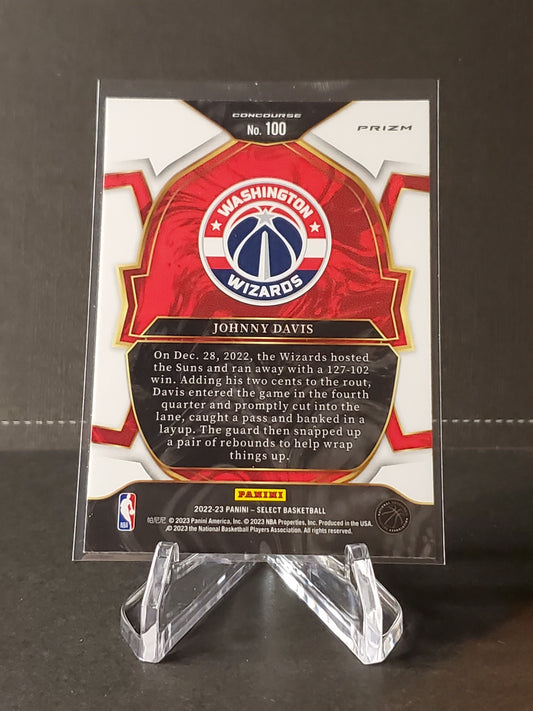 CONCOURSE
No. 100
PRIZM
WASHINGTON
WIZARDS
JOHNNY DAVIS
On Dec. 28, 2022, the Wizards hosted
the Suns and ran away with a 127-102
win. Adding his two cents to the rout,
Davis entered the game in the fourth
quarter and promptly cut into the
lane, caught a pass and banked in a
layup. The guard then snapped up
a pair of rebounds to help wrap
things up.
PANINI
2022-23 PANINI – SELECT BASKETBALL
NBA
帕尼尼 © 2023 Panini America, Inc. © 2023 NBA Properties, Inc. Produced in the USA.
© 2023 the National Basketball Players Association. All rights reserved.